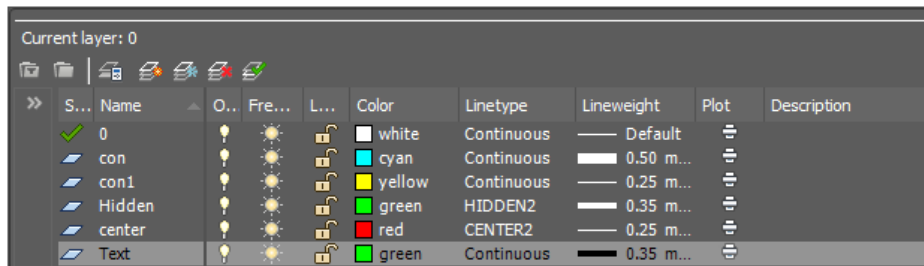 Current layer: 0
S... Name O.. Fre... L... Color Linetype Lineweight Plot Description
0 white Continuous Default
con cyan Continuous 0.50 m...
con1 yellow Continuous 0.25 m...
Hidden green HIDDEN2 0.35 m...
center red CENTER2 0.25 m...
Text green Continuous 0.35 m...